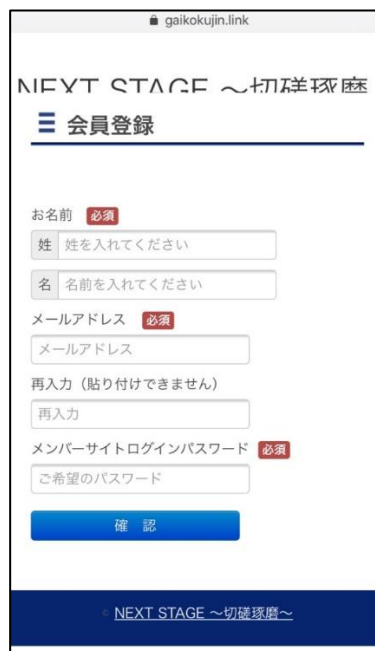 gaikokujin.link
NEXT STAGE ～切磋琢磨
会員登録
お名前 必須
姓 姓を入れてください
名 名前を入れてください
メールアドレス 必須
メールアドレス
再入力（貼り付けできません）
再入力
メンバーサイトログインパスワード 必須
ご希望のパスワード
確 認
© NEXT STAGE ～切磋琢磨～